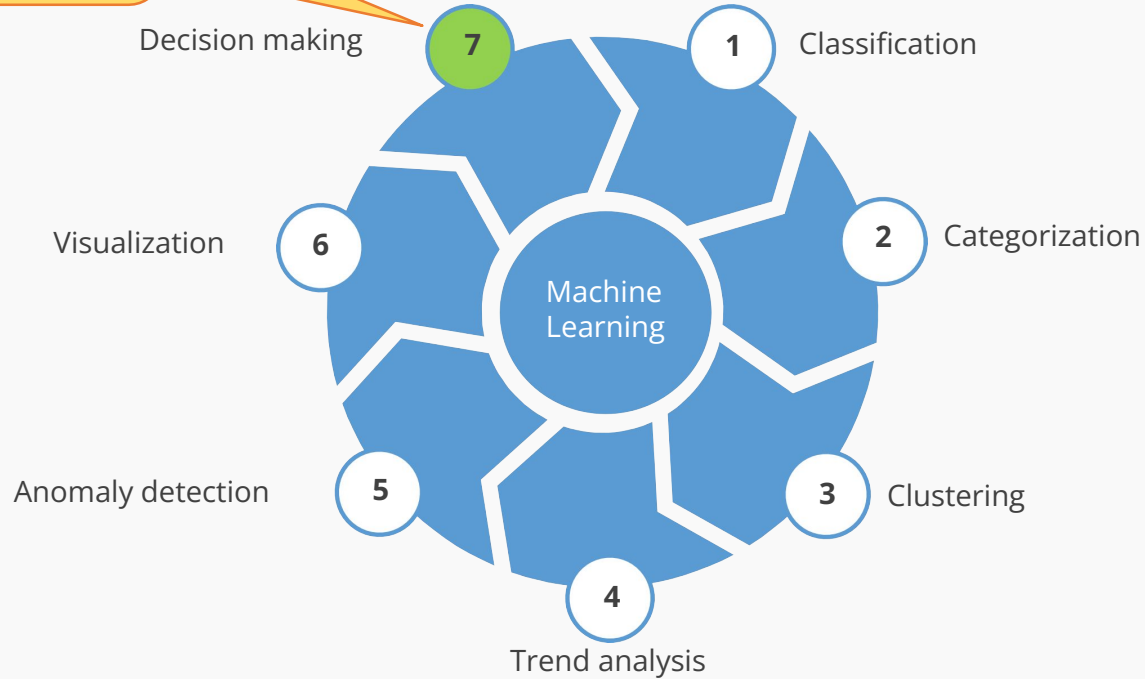 Decision making
7
1
Classification
Visualization
6
2
Categorization
Machine
Learning
Anomaly detection
5
3
Clustering
4
Trend analysis